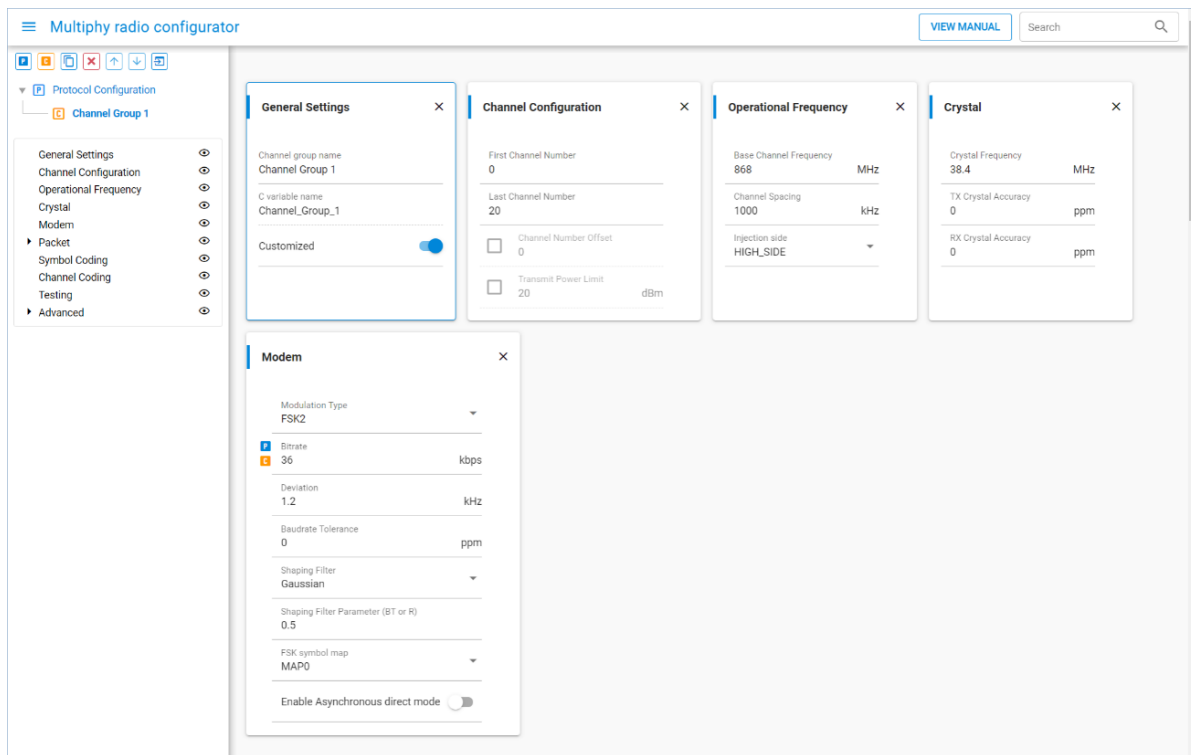 Multiphy radio configurator
VIEW MANUAL
Search
P C
P Protocol Configuration
C Channel Group 1
General Settings
Channel Configuration
Operational Frequency
Crystal
Modem
Packet
Symbol Coding
Channel Coding
Testing
Advanced
General Settings
Channel group name
Channel Group 1
C variable name
Channel_Group_1
Customized
Channel Configuration
First Channel Number
0
Last Channel Number
20
Channel Number Offset
0
Transmit Power Limit
20 dBm
Operational Frequency
Base Channel Frequency
868 MHz
Channel Spacing
1000 kHz
Injection side
HIGH_SIDE
Crystal
Crystal Frequency
38.4 MHz
TX Crystal Accuracy
0 ppm
RX Crystal Accuracy
0 ppm
Modem
Modulation Type
FSK2
P Bitrate
C 36 kbps
Deviation
1.2 kHz
Baudrate Tolerance
0 ppm
Shaping Filter
Gaussian
Shaping Filter Parameter (BT or R)
0.5
FSK symbol map
MAP0
Enable Asynchronous direct mode